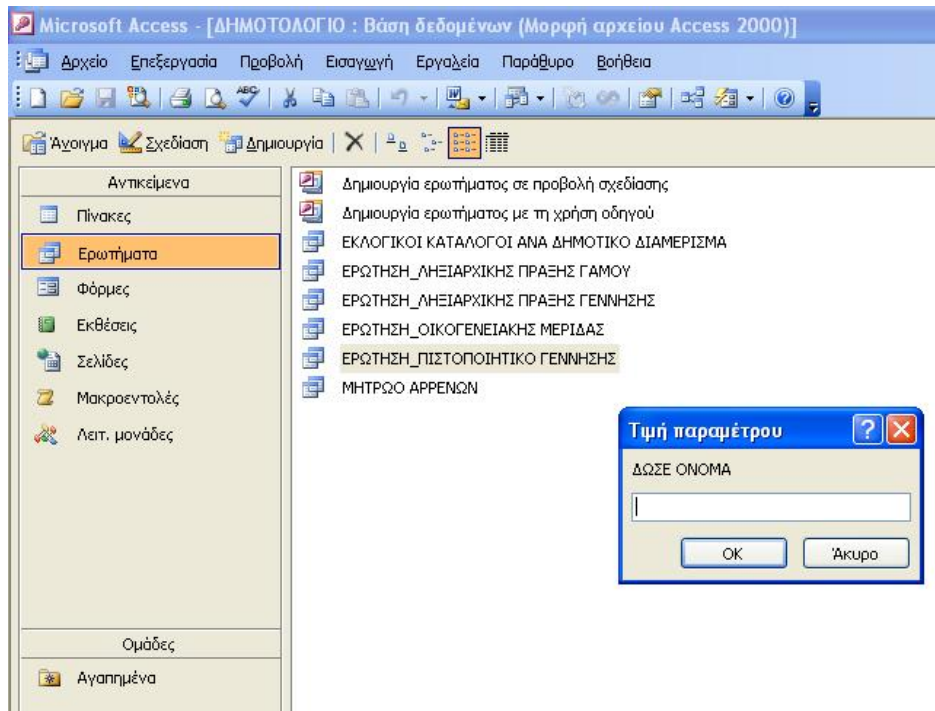 Microsoft Access - [ΔΗΜΟΤΟΛΟΓΙΟ : Βάση δεδομένων (Μορφή αρχείου Access 2000)]
Αρχείο Επεξεργασία Προβολή Εισαγωγή Εργαλεία Παράθυρο Βοήθεια
Άνοιγμα Σχεδίαση Δημιουργία
Αντικείμενα
Πίνακες
Ερωτήματα
Φόρμες
Εκθέσεις
Σελίδες
Μακροεντολές
Λειτ. μονάδες
Ομάδες
Αγαπημένα
Δημιουργία ερωτήματος σε προβολή σχεδίασης
Δημιουργία ερωτήματος με τη χρήση οδηγού
ΕΚΛΟΓΙΚΟΙ ΚΑΤΑΛΟΓΟΙ ΑΝΑ ΔΗΜΟΤΙΚΟ ΔΙΑΜΕΡΙΣΜΑ
ΕΡΩΤΗΣΗ_ΛΗΞΙΑΡΧΙΚΗΣ ΠΡΑΞΗΣ ΓΑΜΟΥ
ΕΡΩΤΗΣΗ_ΛΗΞΙΑΡΧΙΚΗΣ ΠΡΑΞΗΣ ΓΕΝΝΗΣΗΣ
ΕΡΩΤΗΣΗ_ΟΙΚΟΓΕΝΕΙΑΚΗΣ ΜΕΡΙΔΑΣ
ΕΡΩΤΗΣΗ_ΠΙΣΤΟΠΟΙΗΤΙΚΟ ΓΕΝΝΗΣΗΣ
ΜΗΤΡΩΟ ΑΡΡΕΝΩΝ
Τιμή παραμέτρου
ΔΩΣΕ ΟΝΟΜΑ
OK Άκυρο